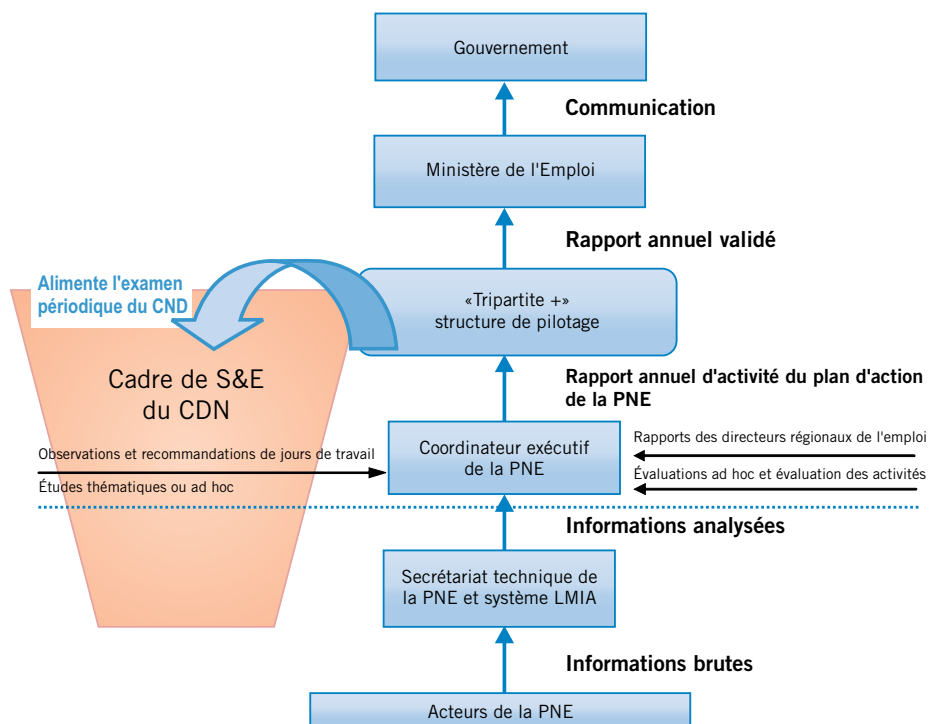 Gouvernement
Communication
Ministère de l'Emploi
Rapport annuel validé
Alimente l'examen
périodique du CND
«Tripartite +»
structure de pilotage
Cadre de S&E
du CDN
Rapport annuel d'activité du plan d'action
de la PNE
Observations et recommandations de jours de travail
Études thématiques ou ad hoc
Coordinateur exécutif
de la PNE
Rapports des directeurs régionaux de l'emploi
Évaluations ad hoc et évaluation des activités
Informations analysées
Secrétariat technique de
la PNE et système LMIA
Informations brutes
Acteurs de la PNE